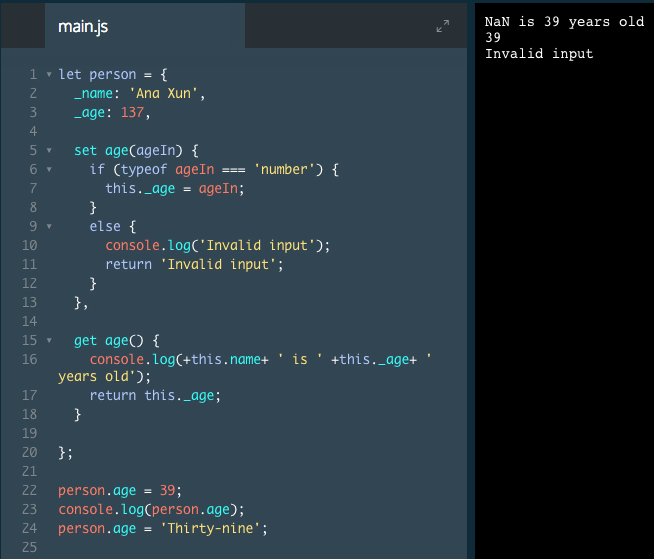 main.js
1 let person = {
2 _name: 'Ana Xun',
3 _age: 137,
4
5 set age(ageIn) {
6 if (typeof ageIn === 'number') {
7 this._age = ageIn;
8 }
9 else {
10 console.log('Invalid input');
11 return 'Invalid input';
12 }
13 },
14
15 get age() {
16 console.log(+this.name+ ' is ' +this._age+ '
years old');
17 return this._age;
18 }
19
20 };
21
22 person.age = 39;
23 console.log(person.age);
24 person.age = 'Thirty-nine';
25
NaN is 39 years old
39
Invalid input